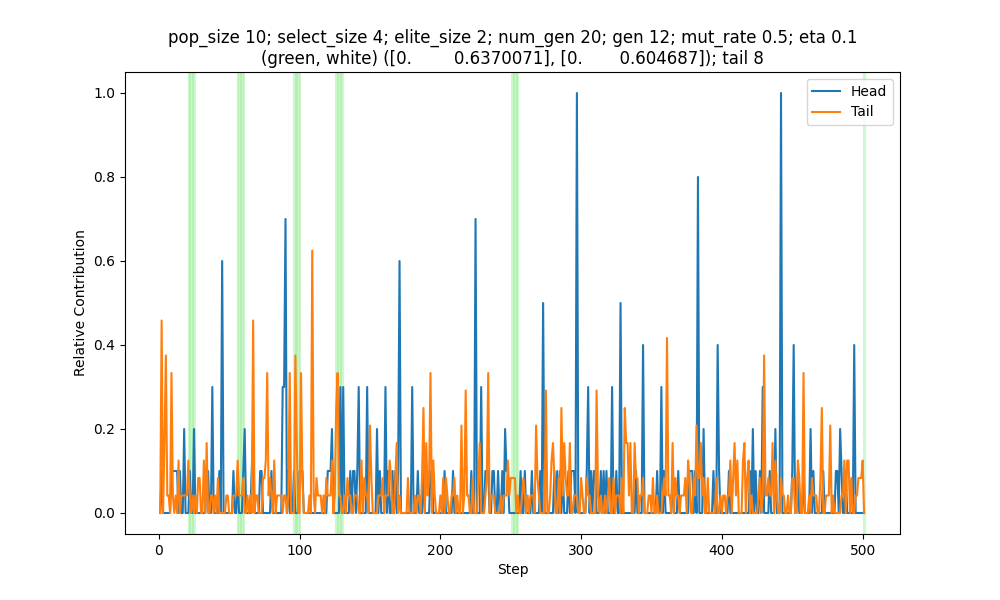 pop_size 10; select_size 4; elite_size 2; num_gen 20; gen 12; mut_rate 0.5; eta 0.1
(green, white) ([0.        0.6370071], [0.       0.604687]); tail 8
Head
Tail
1.0
0.8
0.6
0.4
0.2
0.0
Relative Contribution
0
100
200
300
400
500
Step